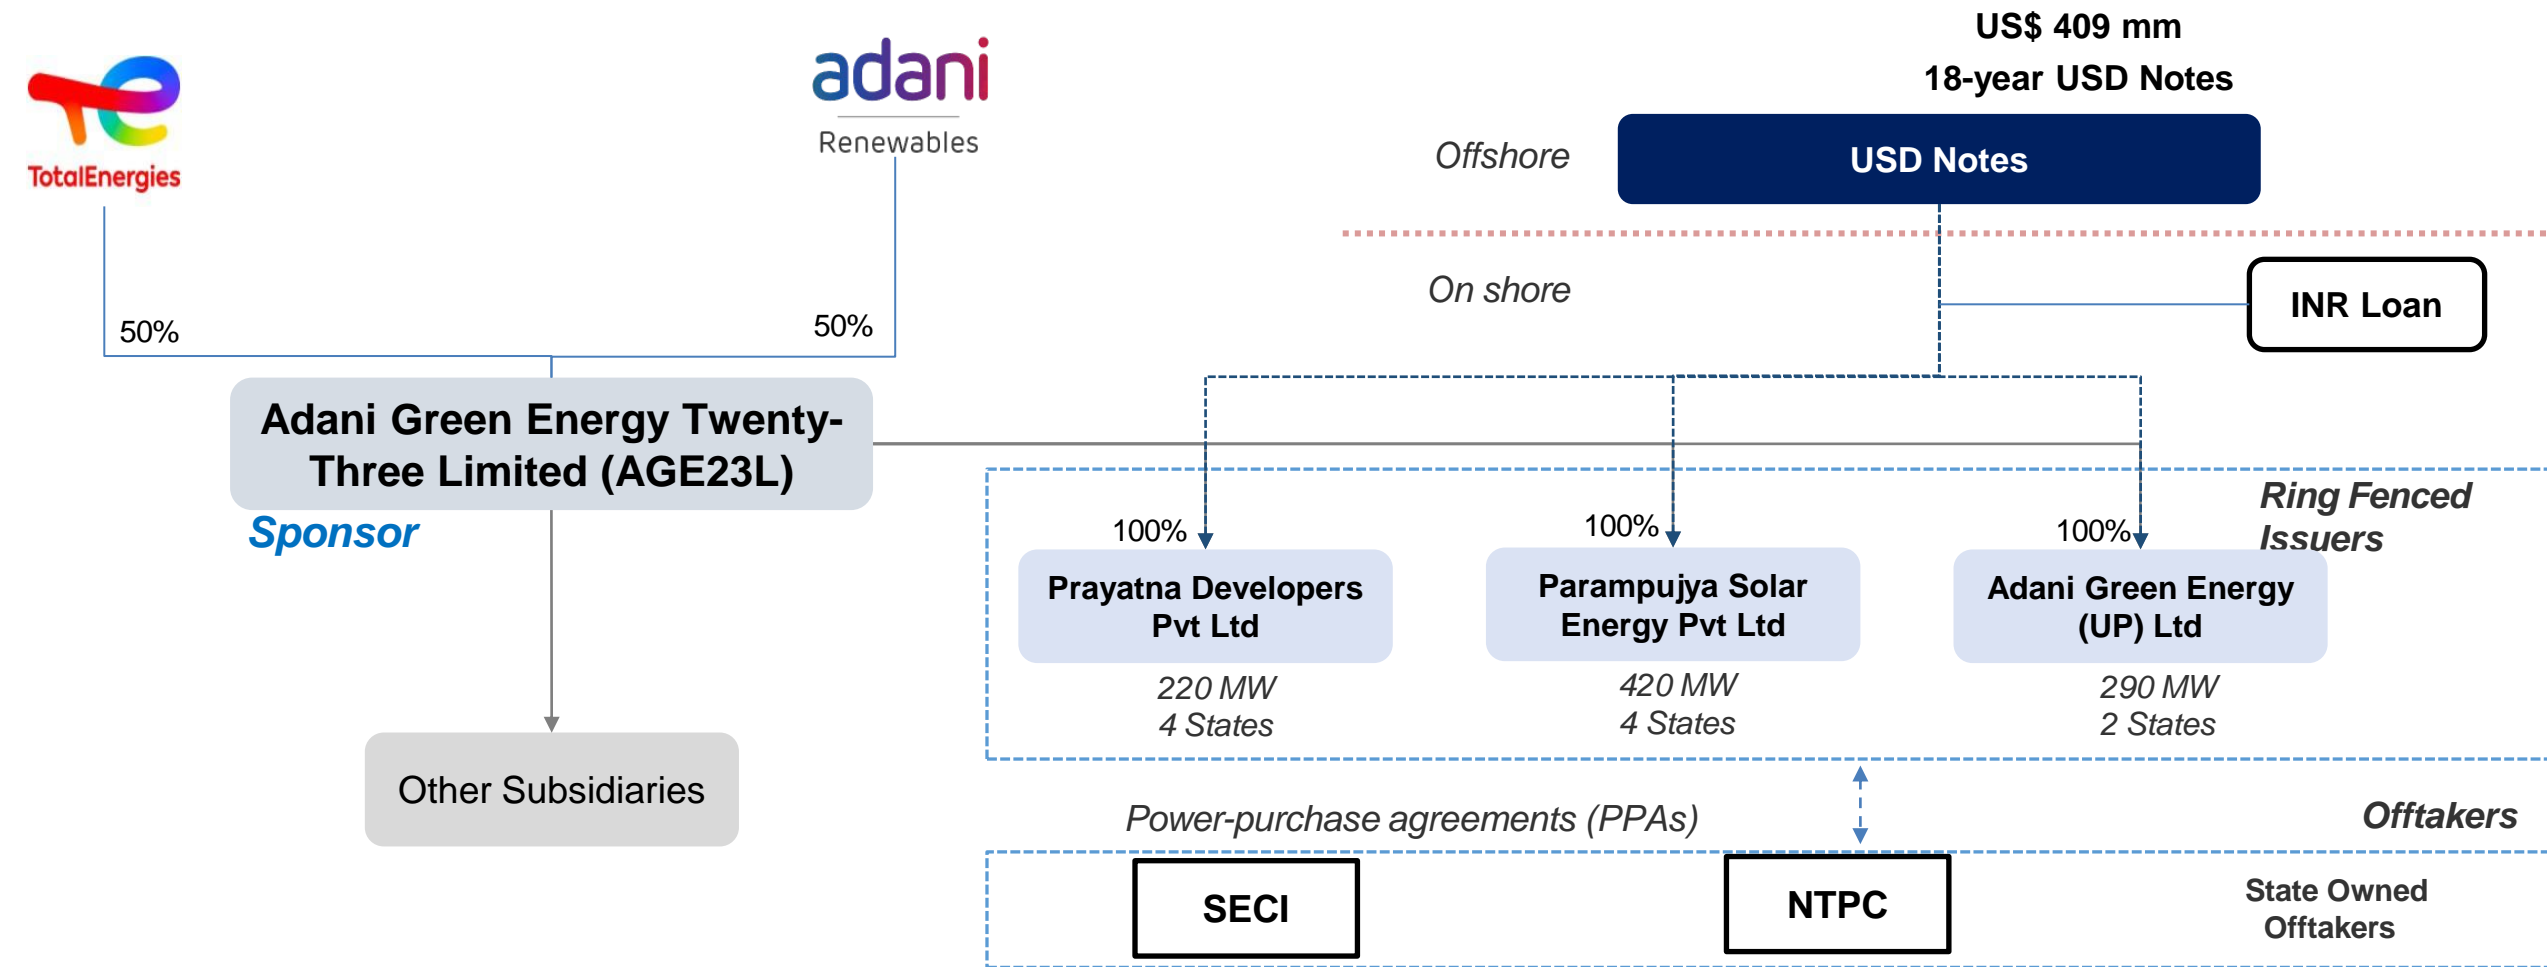 TotalEnergies
adani
Renewables
US$ 409 mm
18-year USD Notes
Offshore
USD Notes
On shore
INR Loan
50%
50%
Adani Green Energy Twenty-
Three Limited (AGE23L)
Sponsor
Other Subsidiaries
Ring Fenced
Issuers
100%
100%
100%
Prayatna Developers
Pvt Ltd
220 MW
4 States
Parampujya Solar
Energy Pvt Ltd
420 MW
4 States
Adani Green Energy
(UP) Ltd
290 MW
2 States
Power-purchase agreements (PPAs)
Offtakers
SECI
NTPC
State Owned
Offtakers